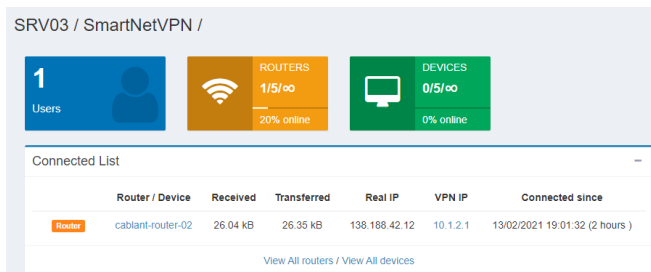 SRV03 / SmartNetVPN /
1
Users
ROUTERS
1/5/∞
20% online
DEVICES
0/5/∞
0% online
Connected List
Router / Device Received Transferred Real IP VPN IP Connected since
Router cablant-router-02 26.04 kB 26.35 kB 138.188.42.12 10.1.2.1 13/02/2021 19:01:32 (2 hours )
View All routers / View All devices